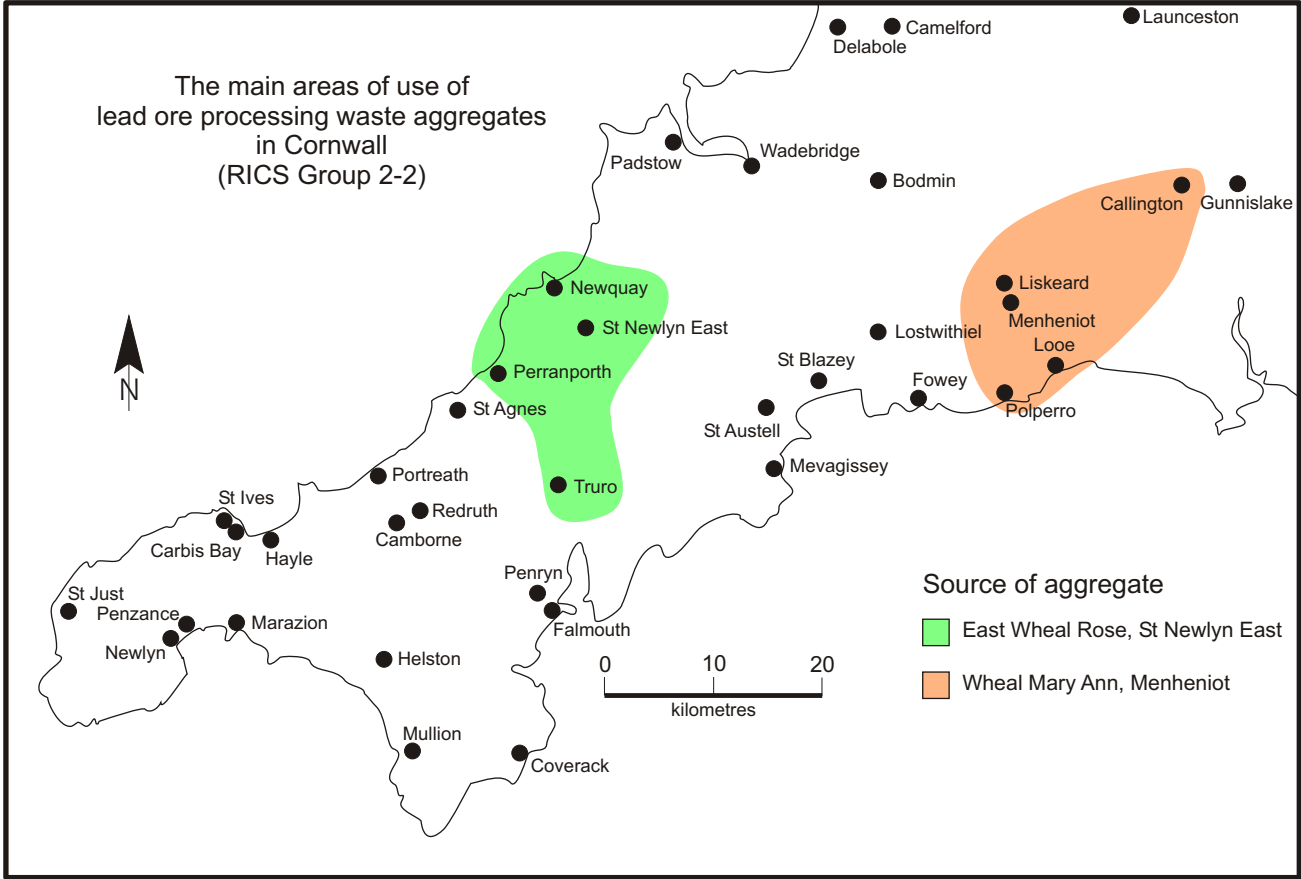 Launceston
Camelford
Delabole
The main areas of use of
lead ore processing waste aggregates
in Cornwall
(RICS Group 2-2)
Padstow
Wadebridge
Bodmin
Callington
Gunnislake
Newquay
Liskeard
Menheniot
St Newlyn East
Lostwithiel
Looe
St Blazey
Perranporth
Fowey
Polperro
St Agnes
St Austell
Mevagissey
N
Portreath
Truro
St Ives
Redruth
Camborne
Carbis Bay
Hayle
Penryn
St Just
Penzance
Marazion
Falmouth
Newlyn
Helston
Mullion
Coverack
0 10 20
kilometres
Source of aggregate
East Wheal Rose, St Newlyn East
Wheal Mary Ann, Menheniot